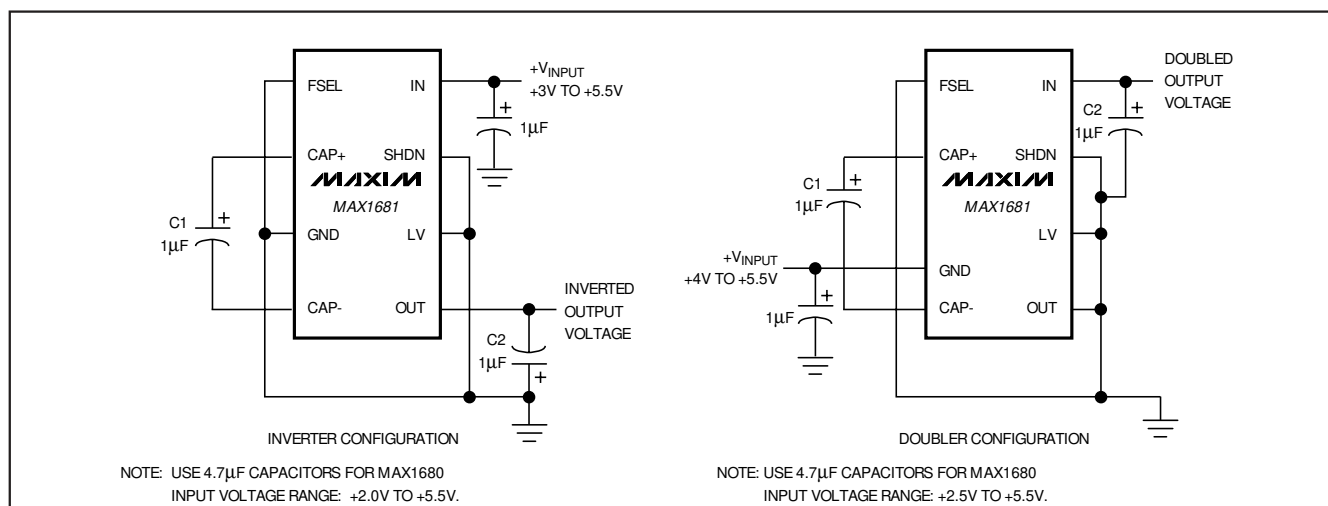 FSEL
IN
+VINPUT
+3V TO +5.5V
+
1µF
CAP+
SHDN
MAXIM
MAX1681
C1
+
1µF
GND
LV
CAP-
OUT
INVERTED
OUTPUT
VOLTAGE
C2
1µF
+
INVERTER CONFIGURATION
NOTE: USE 4.7µF CAPACITORS FOR MAX1680
INPUT VOLTAGE RANGE: +2.0V TO +5.5V.
FSEL
IN
DOUBLED
OUTPUT
VOLTAGE
C2
+
1µF
CAP+
SHDN
MAXIM
MAX1681
C1
+
1µF
LV
+VINPUT
+4V TO +5.5V
GND
+
1µF
CAP-
OUT
DOUBLER CONFIGURATION
NOTE: USE 4.7µF CAPACITORS FOR MAX1680
INPUT VOLTAGE RANGE: +2.5V TO +5.5V.